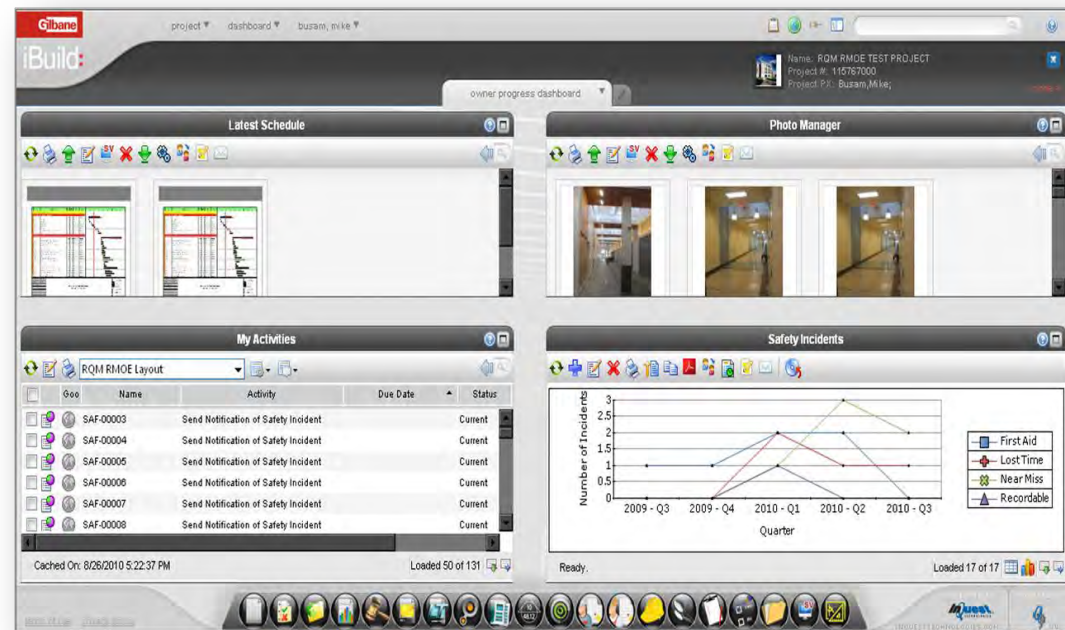 Gilbane
project dashboard busam, mike
iBuild:
Name: RQM RMOE TEST PROJECT
Project #: 115767000
Project PX: Busam,Mike;
owner progress dashboard
Latest Schedule
SV
Photo Manager
SV
My Activities
RQM RMOE Layout
Goo Name Activity Due Date Status
SAF-00003 Send Notification of Safety Incident Current
SAF-00004 Send Notification of Safety Incident Current
SAF-00005 Send Notification of Safety Incident Current
SAF-00006 Send Notification of Safety Incident Current
SAF-00007 Send Notification of Safety Incident Current
SAF-00008 Send Notification of Safety Incident Current
Cached On: 8/26/2010 5:22:37 PM Loaded 50 of 131
Safety Incidents
Number of Incidents
3
2.5
2
1.5
1
0.5
0
2009 - Q3 2009 - Q4 2010 - Q1 2010 - Q2 2010 - Q3
Quarter
First Aid
Lost Time
Near Miss
Recordable
Ready. Loaded 17 of 17
InQuest